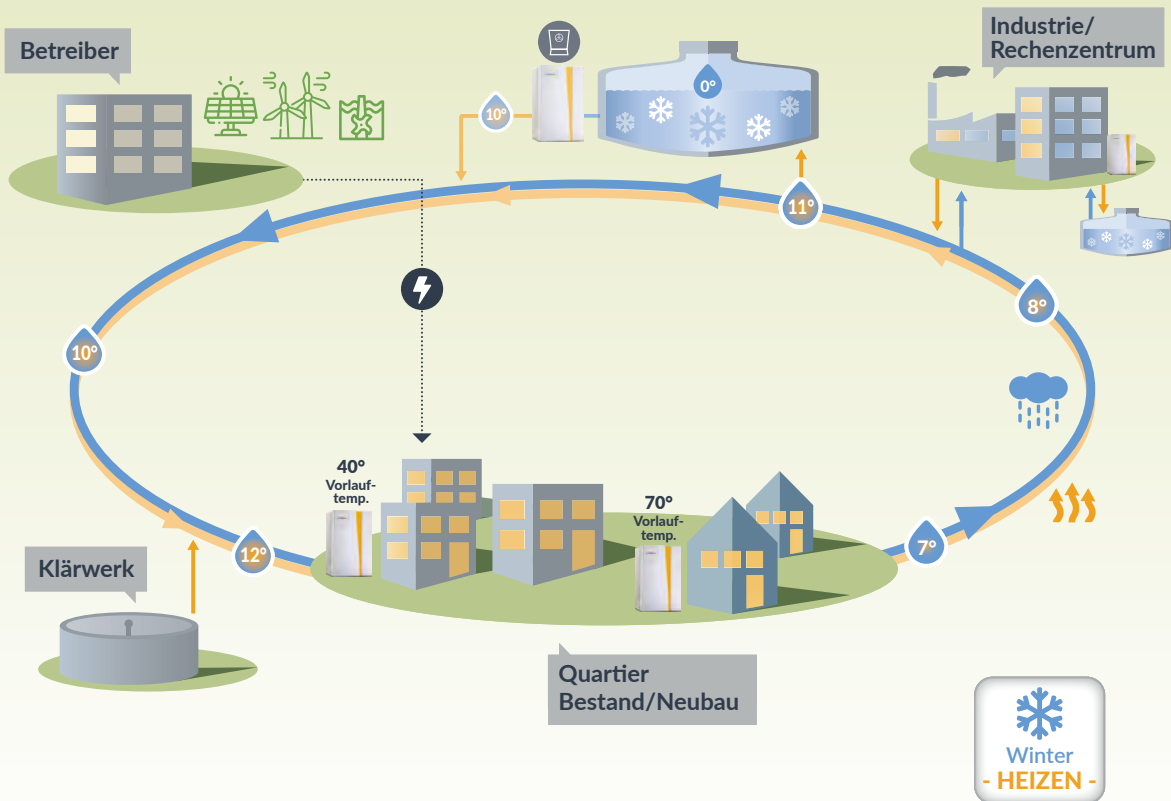 Betreiber
Industrie/
Rechenzentrum
0°
10°
11°
8°
10°
40°
Vorlauf-
temp.
70°
Vorlauf-
temp.
12°
7°
Klärwerk
Quartier
Bestand/Neubau
Winter
- HEIZEN -